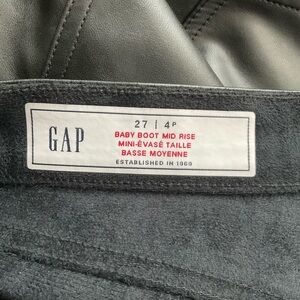 GAP
27 | 4P
BABY BOOT MID RISE
MINI-ÉVASÉ TAILLE
BASSE MOYENNE
ESTABLISHED IN 1969